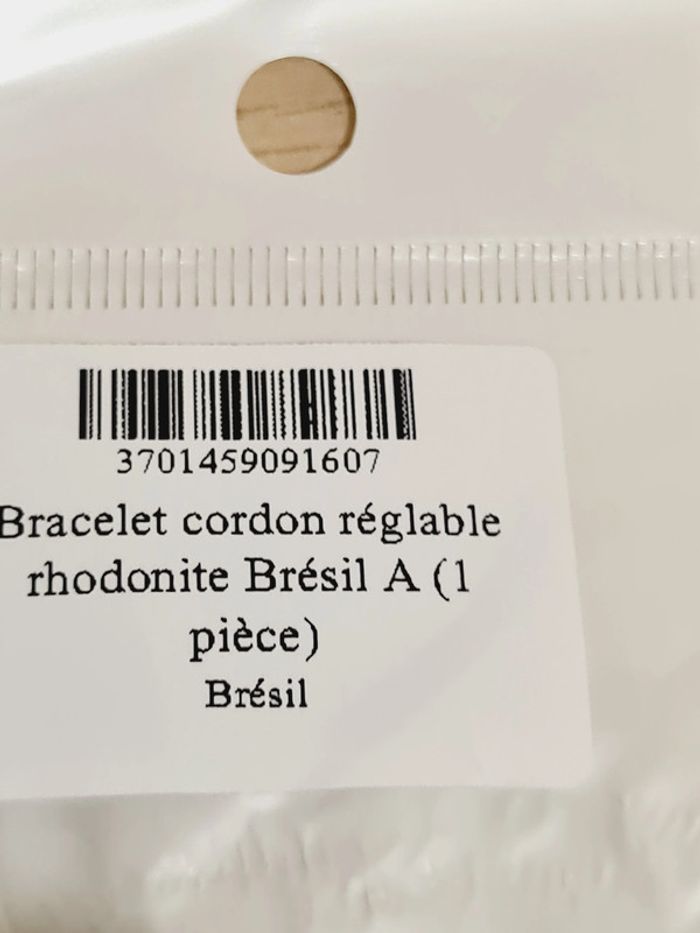 3701459091607
Bracelet cordon réglable
rhodonite Brésil A (1
pièce)
Brésil